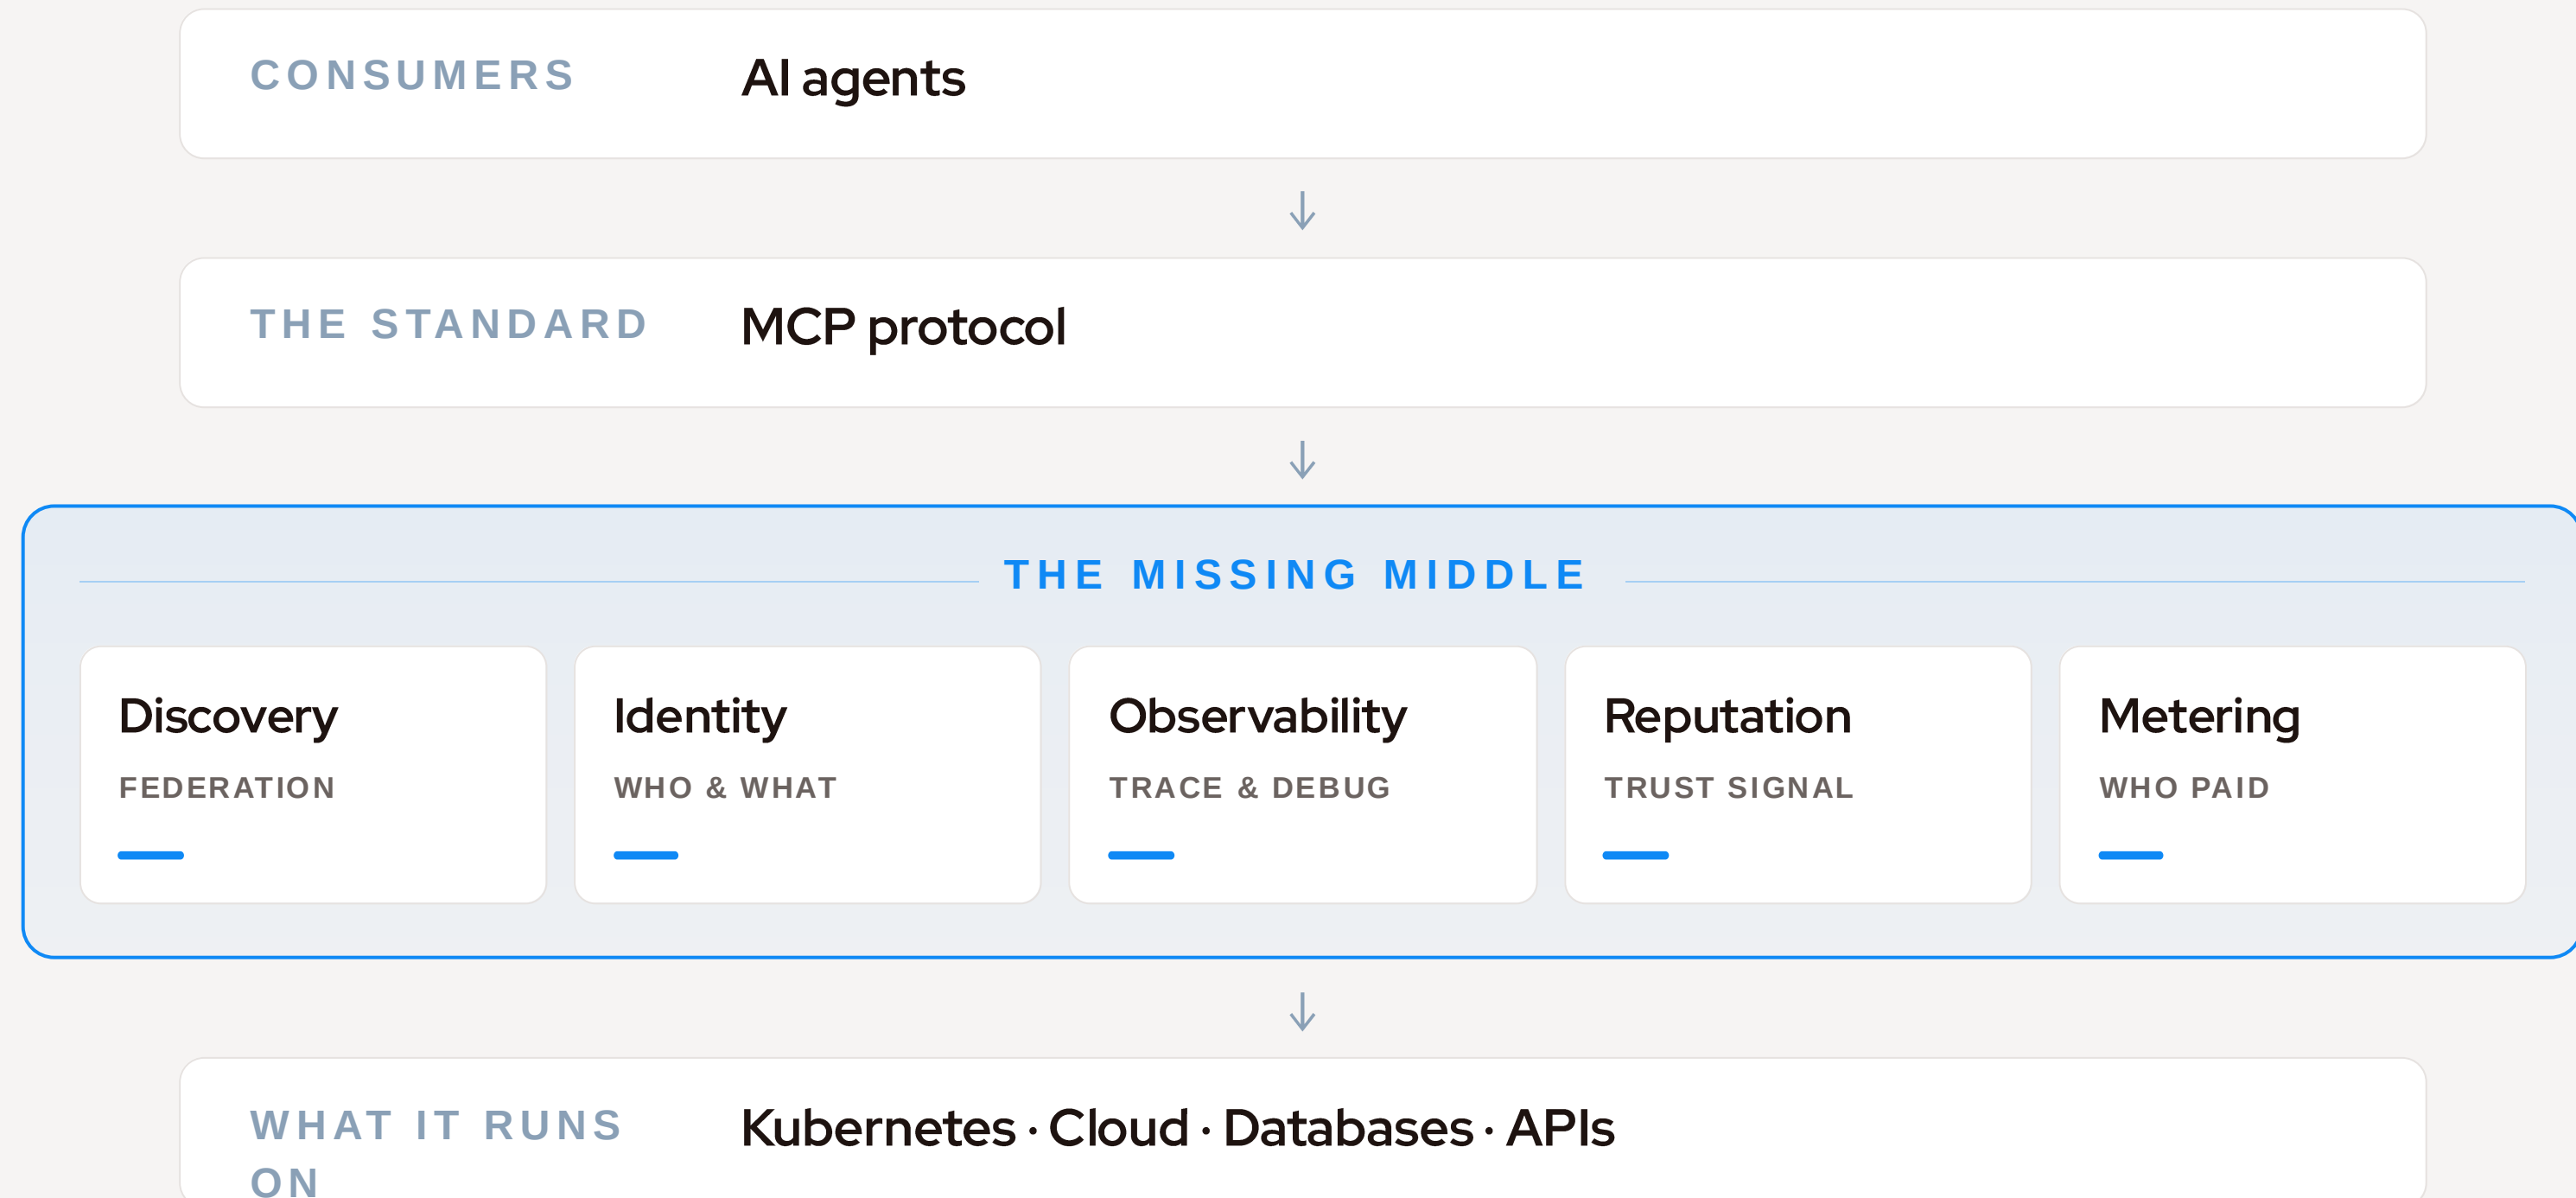 CONSUMERS AI agents
THE STANDARD MCP protocol
THE MISSING MIDDLE
Discovery
FEDERATION
Identity
WHO & WHAT
Observability
TRACE & DEBUG
Reputation
TRUST SIGNAL
Metering
WHO PAID
WHAT IT RUNS
ON
Kubernetes · Cloud · Databases · APIs